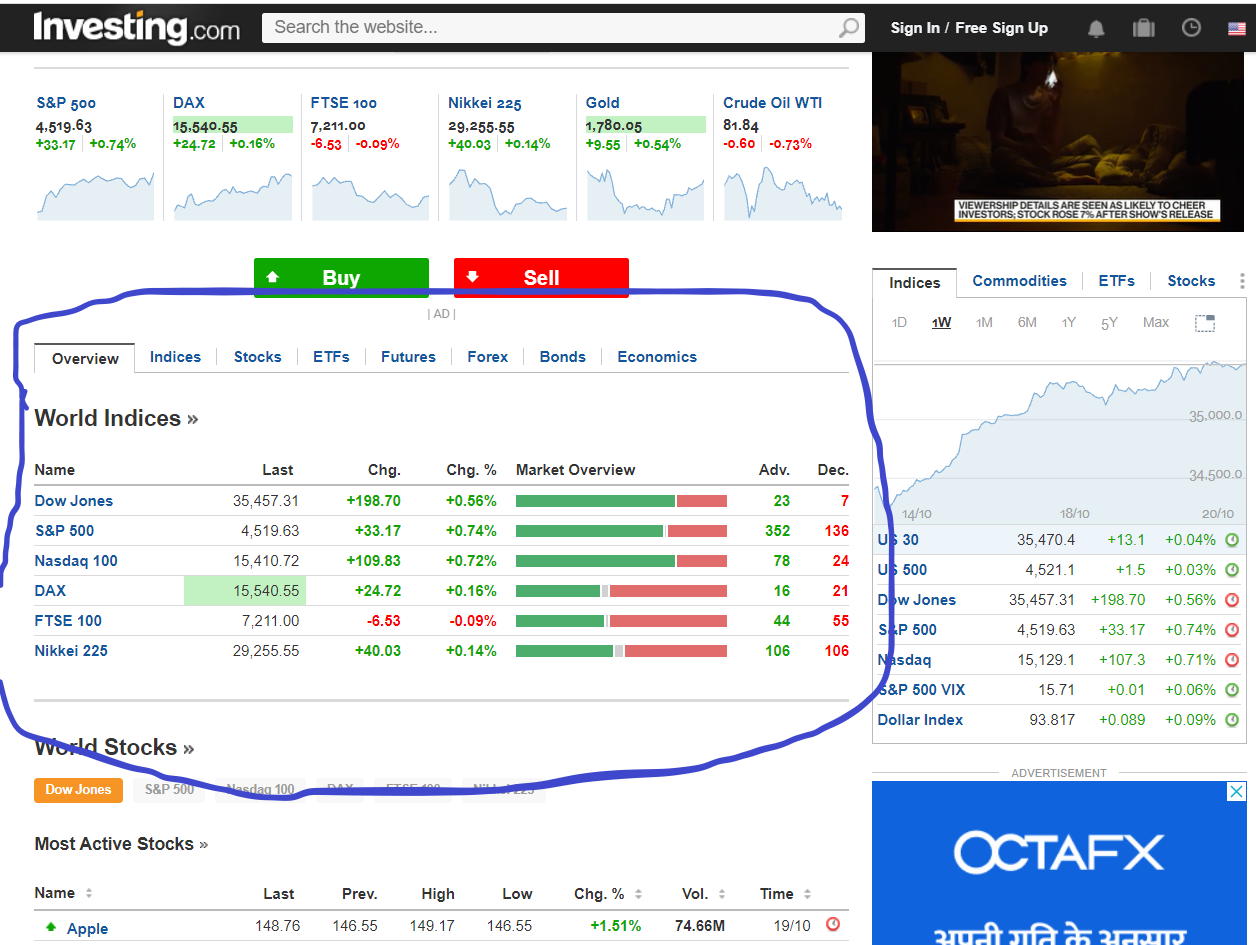 Investing.com
Search the website...
Sign In / Free Sign Up
S&P 500 DAX FTSE 100 Nikkei 225 Gold Crude Oil WTI
4,519.63 15,540.55 7,211.00 29,255.55 1,780.05 81.84
+33.17 +0.74% +24.72 +0.16% -6.53 -0.09% +40.03 +0.14% +9.55 +0.54% -0.60 -0.73%
VIEWERSHIP DETAILS ARE SEEN AS LIKELY TO CHEER
INVESTORS; STOCK ROSE 7% AFTER SHOW'S RELEASE
Buy Sell
| AD |
Overview Indices Stocks ETFs Futures Forex Bonds Economics
World Indices »
Name Last Chg. Chg. % Market Overview Adv. Dec.
Dow Jones 35,457.31 +198.70 +0.56% 23 7
S&P 500 4,519.63 +33.17 +0.74% 352 136
Nasdaq 100 15,410.72 +109.83 +0.72% 78 24
DAX 15,540.55 +24.72 +0.16% 16 21
FTSE 100 7,211.00 -6.53 -0.09% 44 55
Nikkei 225 29,255.55 +40.03 +0.14% 106 106
World Stocks »
Dow Jones S&P 500 Nasdaq 100 DAX FTSE 100 Nikkei 225
Most Active Stocks »
Name Last Prev. High Low Chg. % Vol. Time
Apple 148.76 146.55 149.17 146.55 +1.51% 74.66M 19/10
Indices Commodities ETFs Stocks
1D 1W 1M 6M 1Y 5Y Max
35,000.0
34,500.0
14/10 18/10 20/10
US 30 35,470.4 +13.1 +0.04%
US 500 4,521.1 +1.5 +0.03%
Dow Jones 35,457.31 +198.70 +0.56%
S&P 500 4,519.63 +33.17 +0.74%
Nasdaq 15,129.1 +107.3 +0.71%
S&P 500 VIX 15.71 +0.01 +0.06%
Dollar Index 93.817 +0.089 +0.09%
ADVERTISEMENT
OCTAFX
अपनी गति के अनुसार